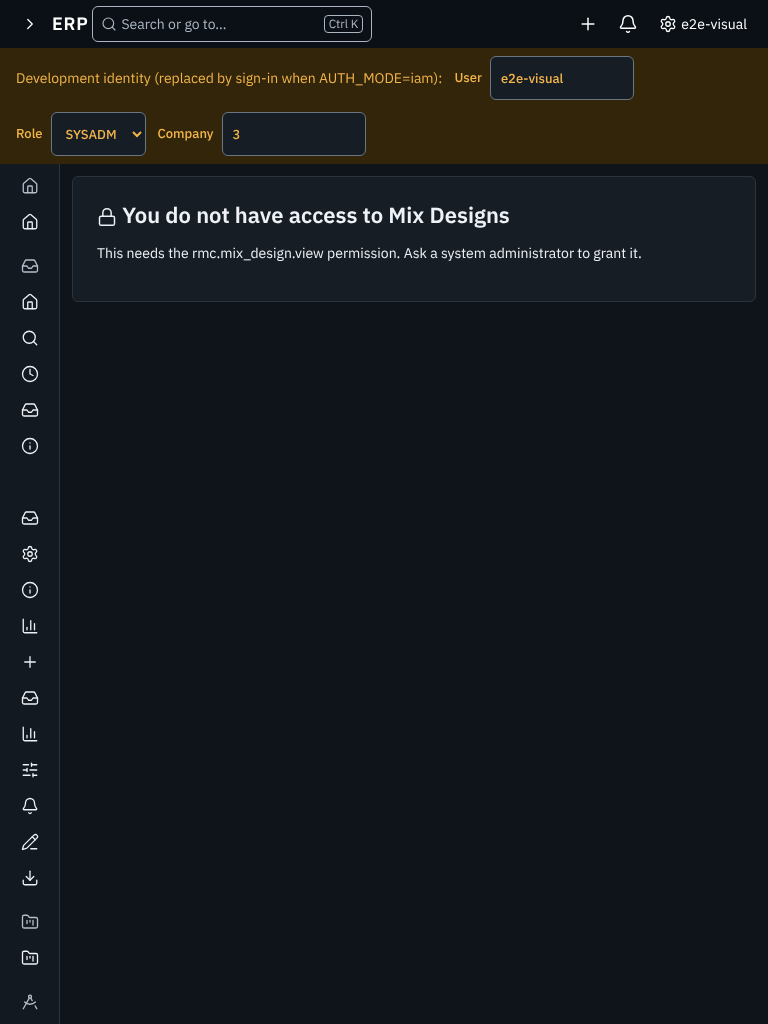 ERP Search or go to... Ctrl K e2e-visual
Development identity (replaced by sign-in when AUTH_MODE=iam): User e2e-visual
Role SYSADM Company 3
You do not have access to Mix Designs
This needs the rmc.mix_design.view permission. Ask a system administrator to grant it.